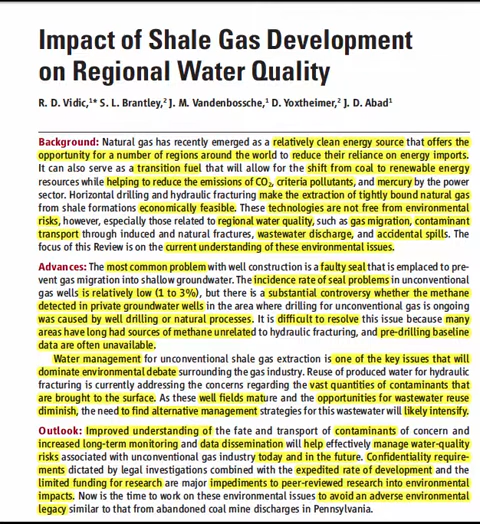 Impact of Shale Gas Development
on Regional Water Quality
R. D. Vidic,¹* S. L. Brantley,² J. M. Vandenbossche,¹ D. Yoxtheimer,² J. D. Abad¹
Background: Natural gas has recently emerged as a relatively clean energy source that offers the
opportunity for a number of regions around the world to reduce their reliance on energy imports.
It can also serve as a transition fuel that will allow for the shift from coal to renewable energy
resources while helping to reduce the emissions of CO₂, criteria pollutants, and mercury by the power
sector. Horizontal drilling and hydraulic fracturing make the extraction of tightly bound natural gas
from shale formations economically feasible. These technologies are not free from environmental
risks, however, especially those related to regional water quality, such as gas migration, contaminant
transport through induced and natural fractures, wastewater discharge, and accidental spills. The
focus of this Review is on the current understanding of these environmental issues.
Advances: The most common problem with well construction is a faulty seal that is emplaced to pre-
vent gas migration into shallow groundwater. The incidence rate of seal problems in unconventional
gas wells is relatively low (1 to 3%), but there is a substantial controversy whether the methane
detected in private groundwater wells in the area where drilling for unconventional gas is ongoing
was caused by well drilling or natural processes. It is difficult to resolve this issue because many
areas have long had sources of methane unrelated to hydraulic fracturing, and pre-drilling baseline
data are often unavailable.
Water management for unconventional shale gas extraction is one of the key issues that will
dominate environmental debate surrounding the gas industry. Reuse of produced water for hydraulic
fracturing is currently addressing the concerns regarding the vast quantities of contaminants that
are brought to the surface. As these well fields mature and the opportunities for wastewater reuse
diminish, the need to find alternative management strategies for this wastewater will likely intensify.
Outlook: Improved understanding of the fate and transport of contaminants of concern and
increased long-term monitoring and data dissemination will help effectively manage water-quality
risks associated with unconventional gas industry today and in the future. Confidentiality require-
ments dictated by legal investigations combined with the expedited rate of development and the
limited funding for research are major impediments to peer-reviewed research into environmental
impacts. Now is the time to work on these environmental issues to avoid an adverse environmental
legacy similar to that from abandoned coal mine discharges in Pennsylvania.